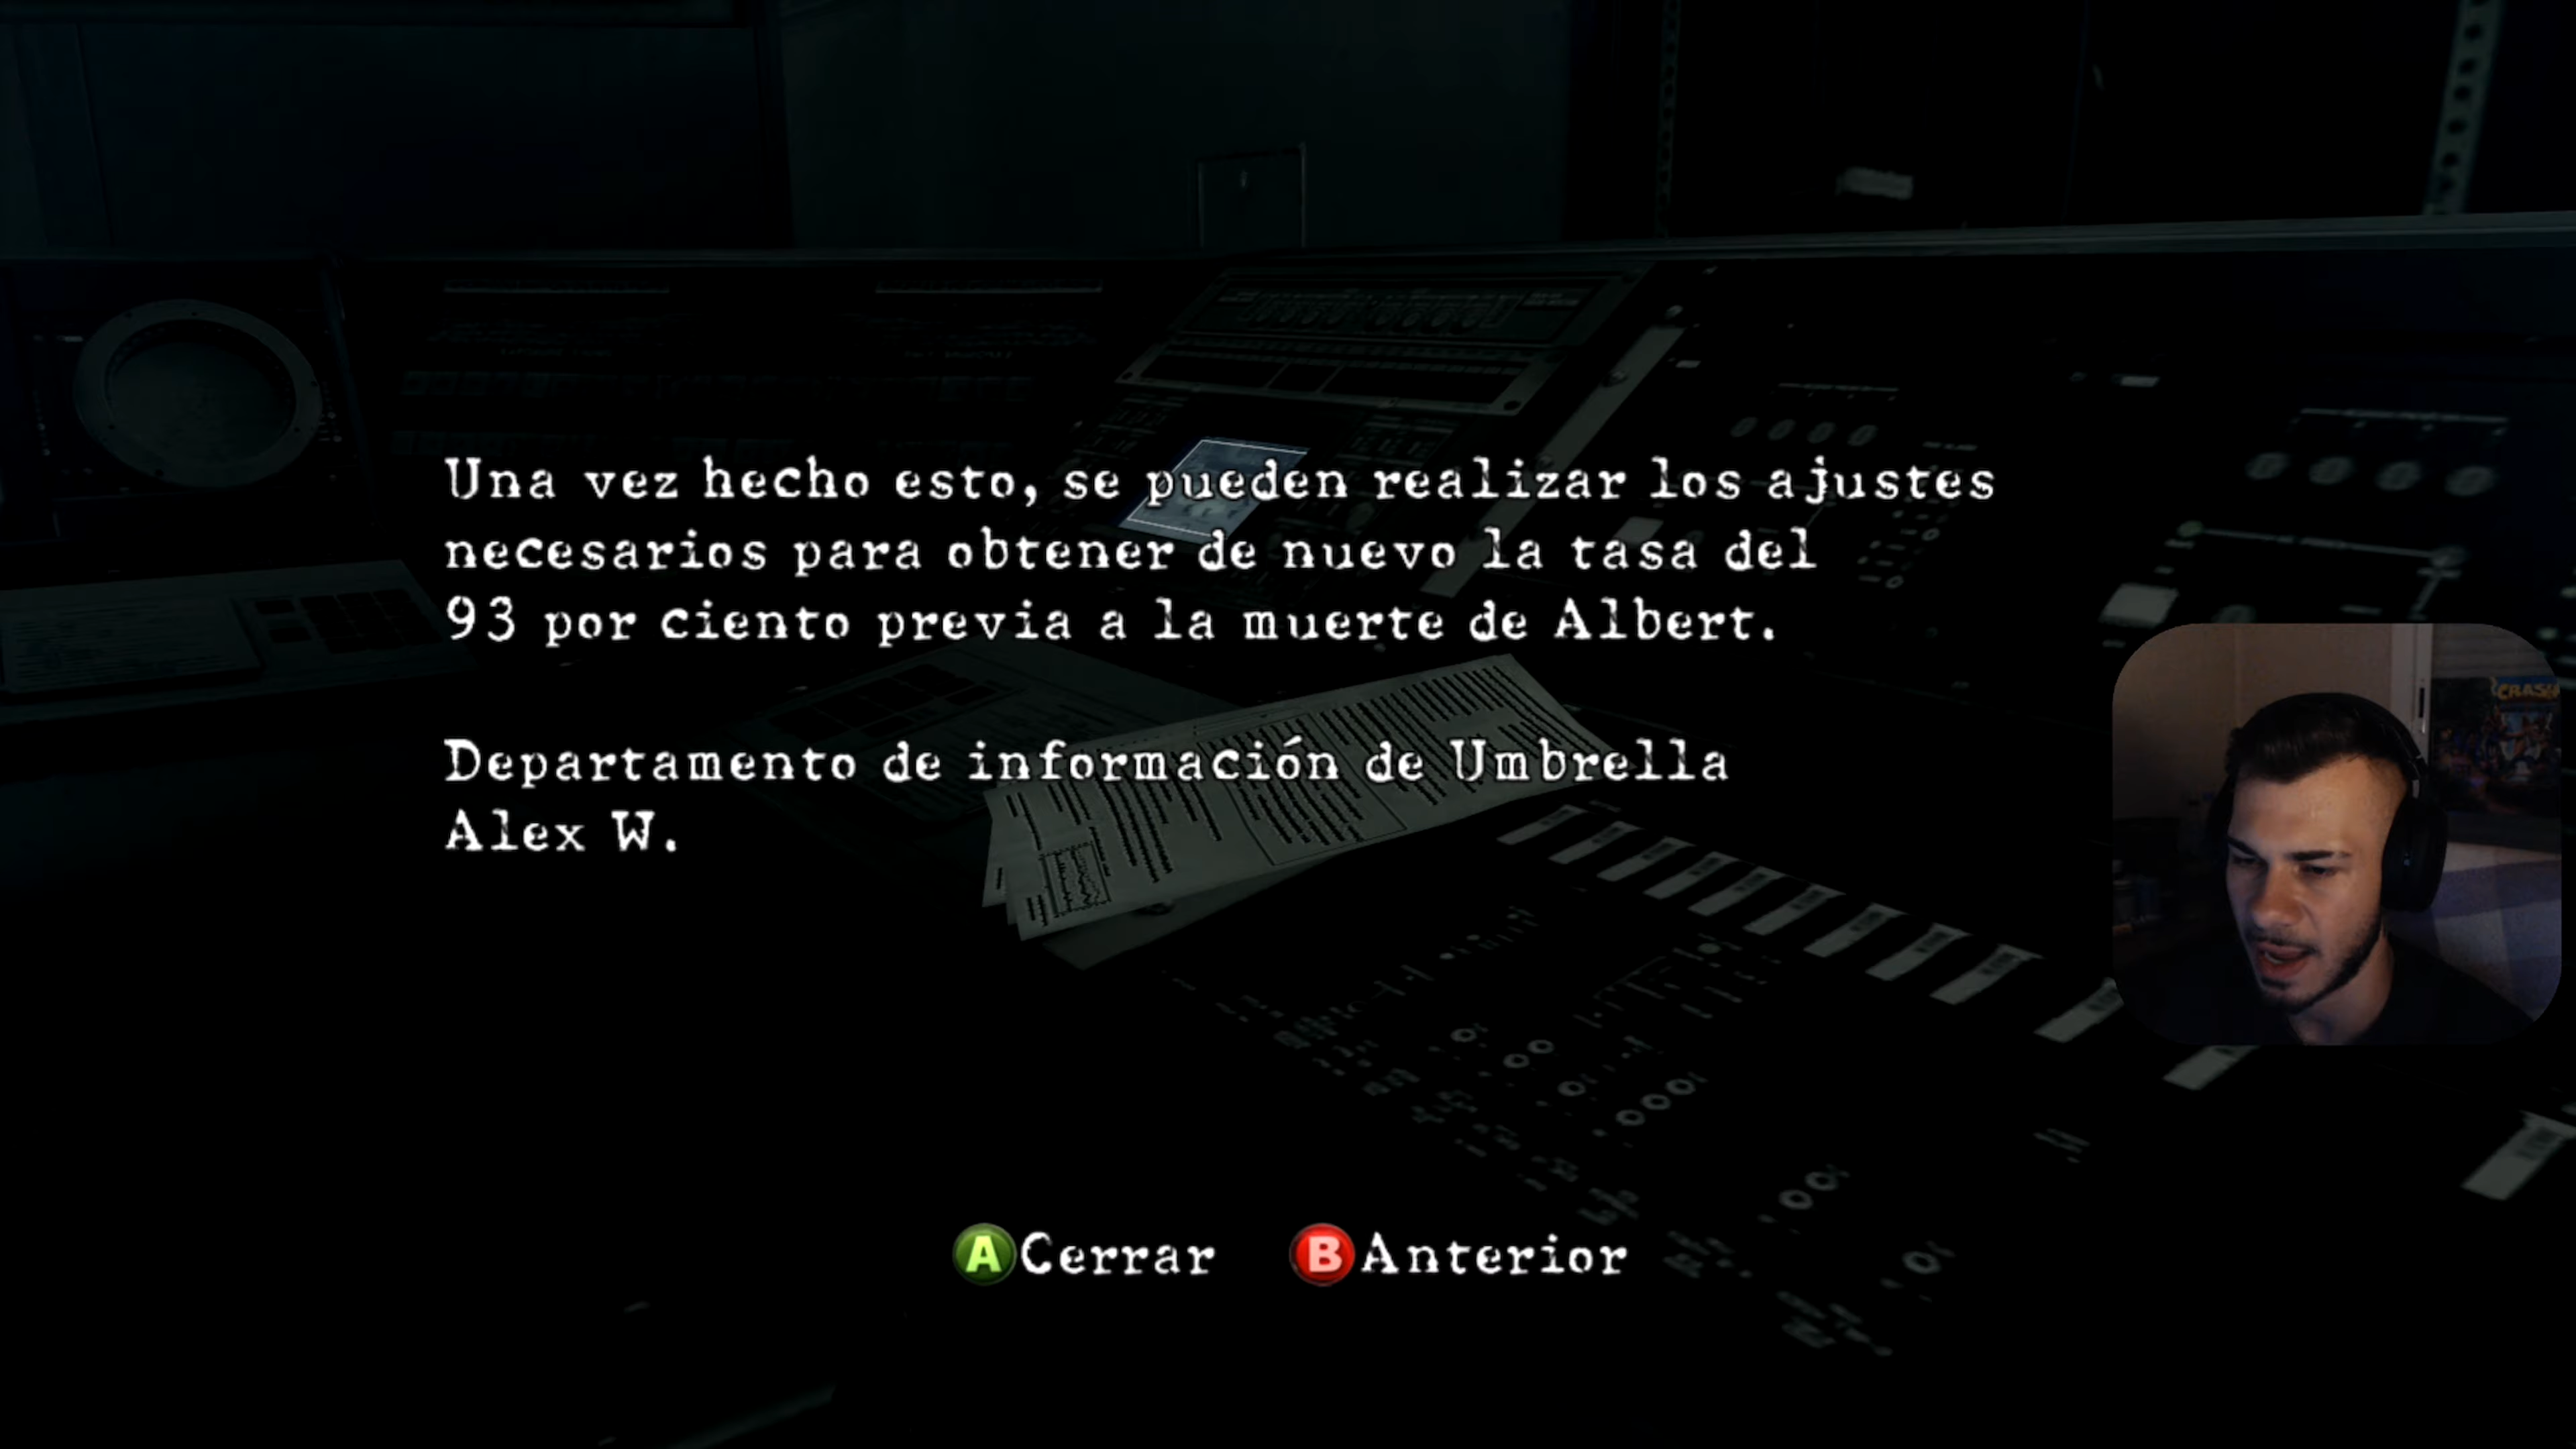 Una vez hecho esto, se pueden realizar los ajustes
necesarios para obtener de nuevo la tasa del
93 por ciento previa a la muerte de Albert.
Departamento de información de Umbrella
Alex W.
CRASH
A Cerrar B Anterior